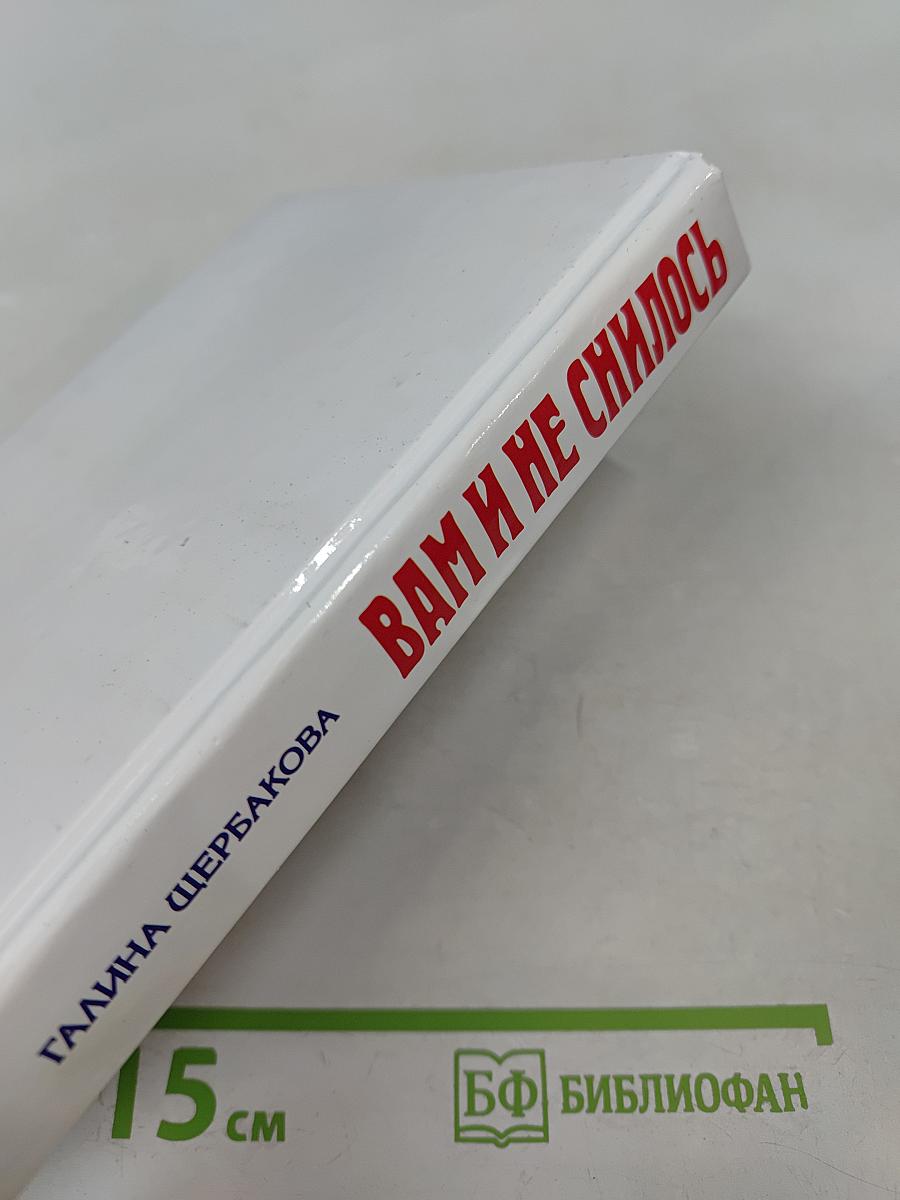 ГАЛИНА ЩЕРБАКОВА
ВАМ И НЕ СНИЛОСЬ
15 см
БФ БИБЛИОФАН